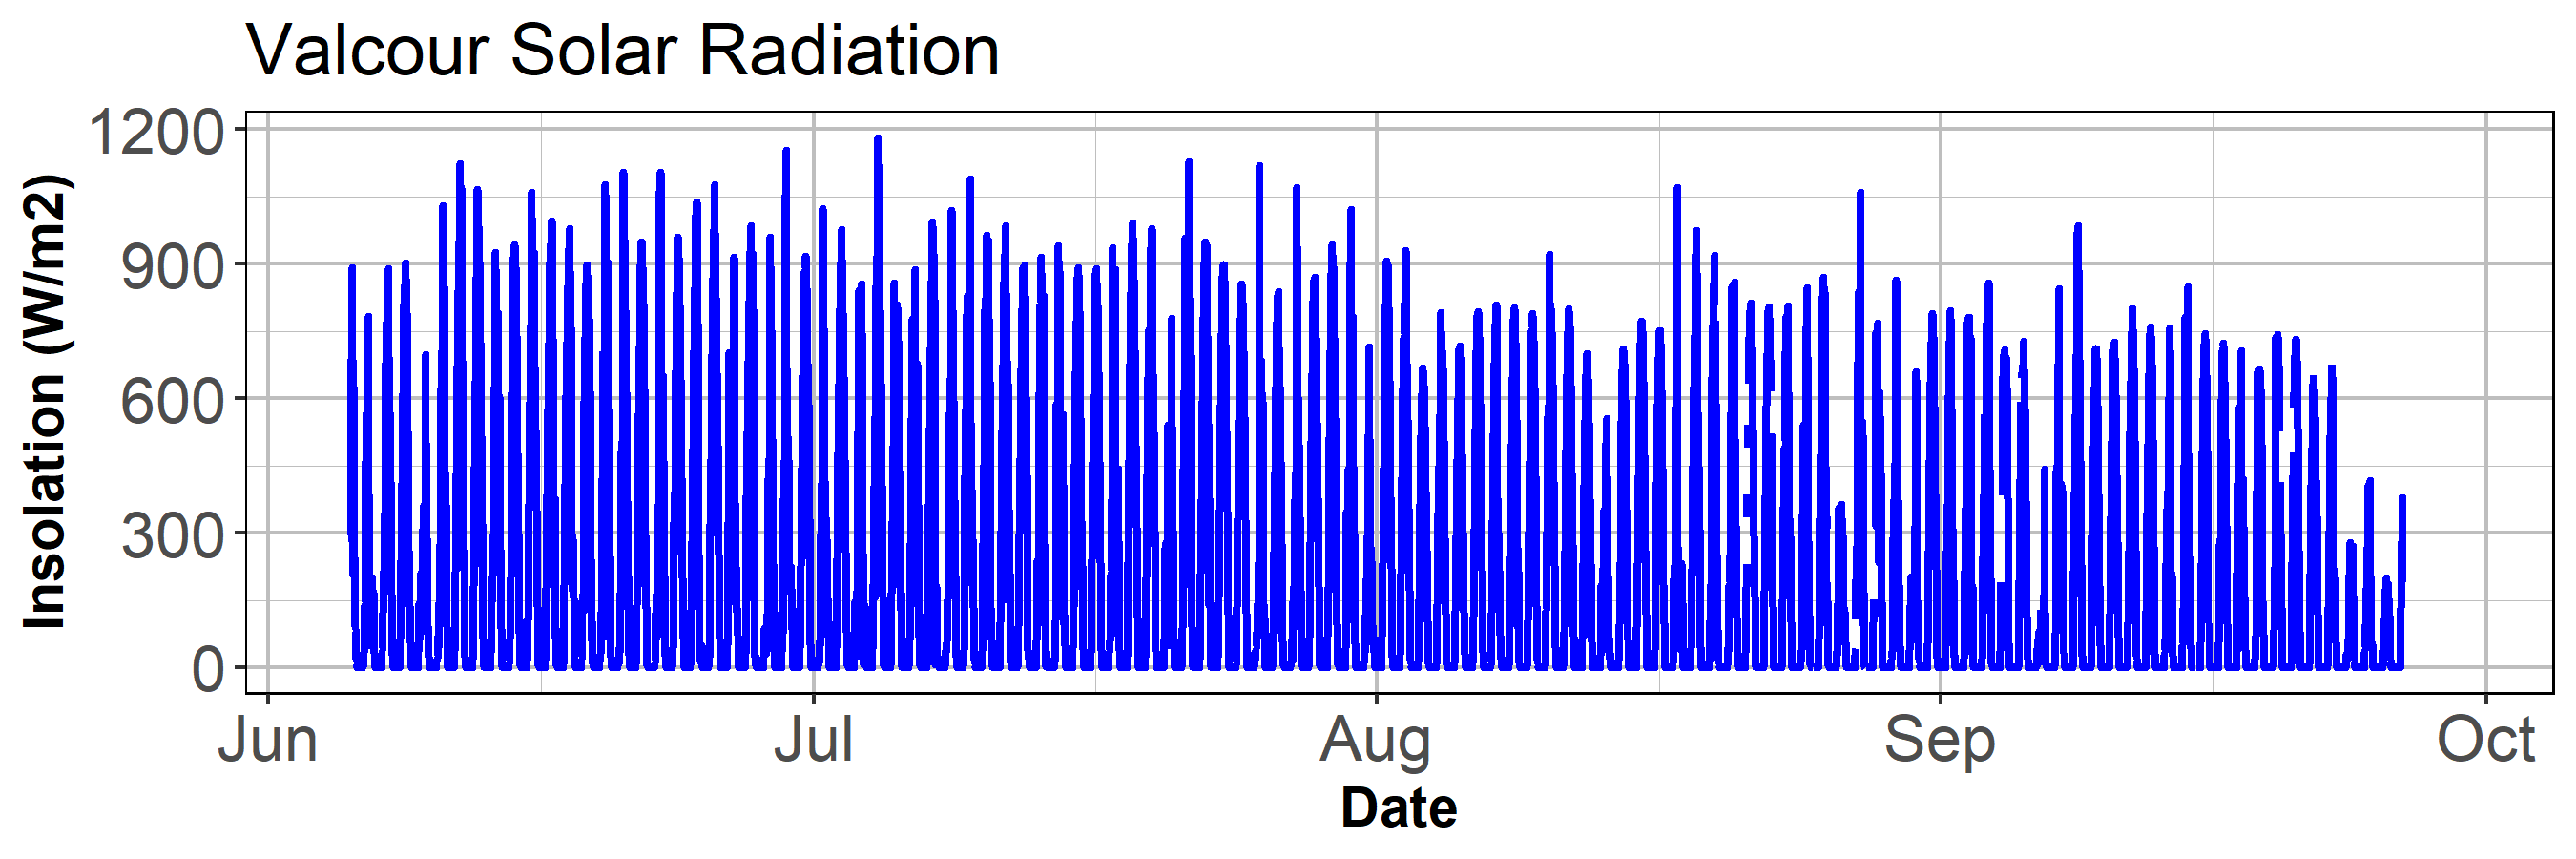 Valcour Solar Radiation
1200
900
600
300
0
Insolation (W/m2)
Jun Jul Aug Sep Oct
Date